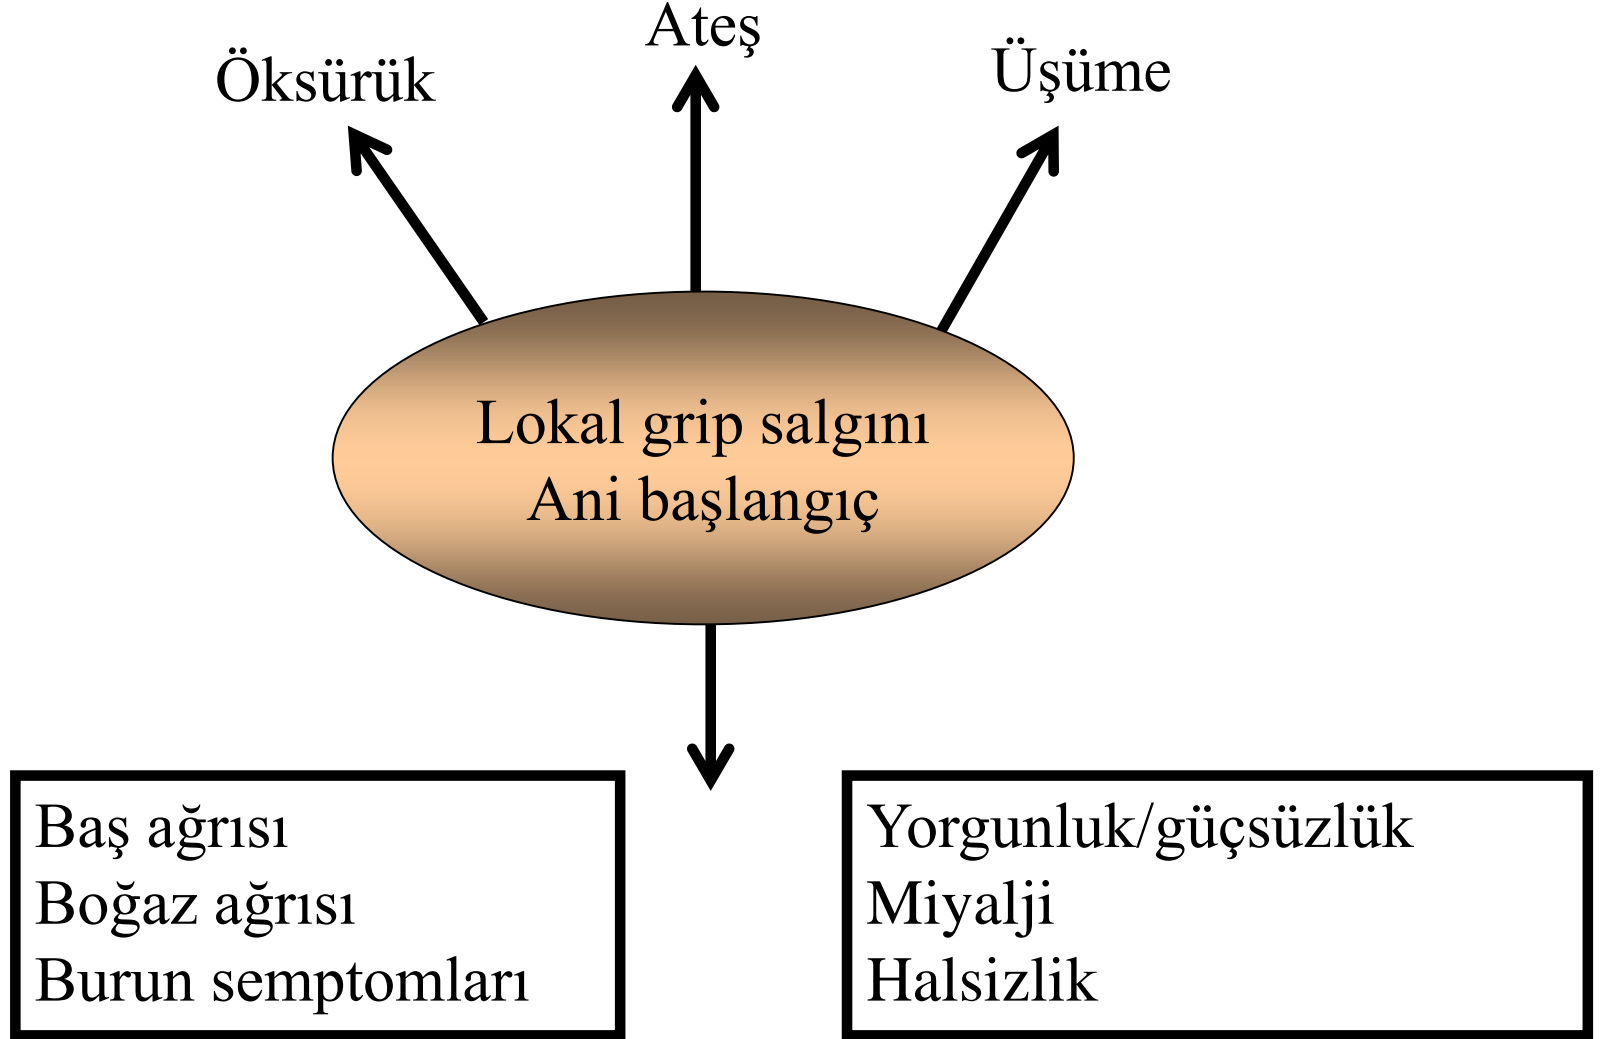 Öksürük
Ateş
Üşüme
Lokal grip salgını
Ani başlangıç
Baş ağrısı
Boğaz ağrısı
Burun semptomları
Yorgunluk/güçsüzlük
Miyalji
Halsizlik